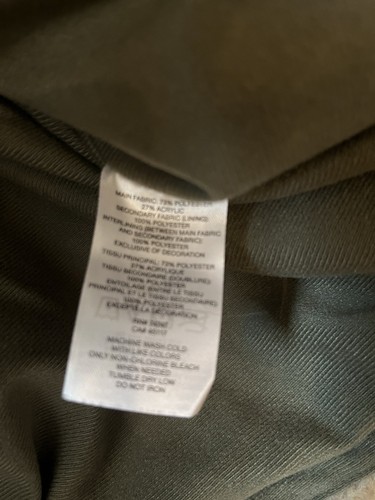 MAIN FABRIC: 73% POLYESTER
27% ACRYLIC
SECONDARY FABRIC (LINING):
100% POLYESTER
INTERLINING (BETWEEN MAIN FABRIC
AND SECONDARY FABRIC):
100% POLYESTER
EXCLUSIVE OF DECORATION
TISSU PRINCIPAL: 73% POLYESTER
27% ACRYLIQUE
TISSU SECONDAIRE (DOUBLURE):
100% POLYESTER
ENTOILAGE (ENTRE LE TISSU
PRINCIPAL ET LE TISSU SECONDAIRE):
100% POLYESTER
EXCEPTE LA DÉCORATION
RN#
CA#
MACHINE WASH COLD
WITH LIKE COLORS
ONLY NON-CHLORINE BLEACH
WHEN NEEDED
TUMBLE DRY LOW
DO NOT IRON